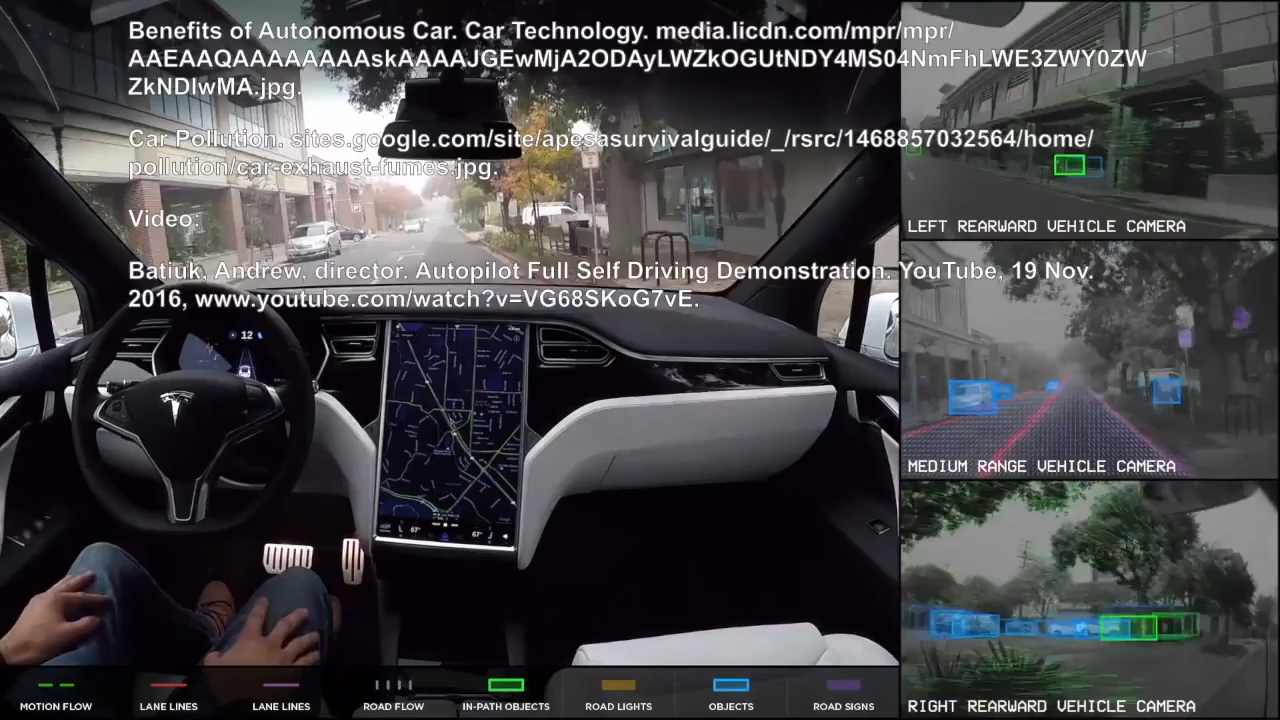 Benefits of Autonomous Car. Car Technology. media.licdn.com/mpr/mpr/
AAEAAQAAAAAAAAskAAAAJGEwMjA2ODAyLWZkOGUtNDY4MS04NmFhLWE3ZWY0ZW
ZkNDIwMA.jpg.
Car Pollution. sites.google.com/site/apesasurvivalguide/_/rsrc/1468857032564/home/
pollution/car-exhaust-fumes.jpg.
Video:
Batiuk, Andrew, director. Autopilot Full Self Driving Demonstration. YouTube, 19 Nov.
2016, www.youtube.com/watch?v=VG68SKoG7vE.
LEFT REARWARD VEHICLE CAMERA
MEDIUM RANGE VEHICLE CAMERA
RIGHT REARWARD VEHICLE CAMERA
12
67°
67°
MOTION FLOW
LANE LINES
LANE LINES
ROAD FLOW
IN-PATH OBJECTS
ROAD LIGHTS
OBJECTS
ROAD SIGNS